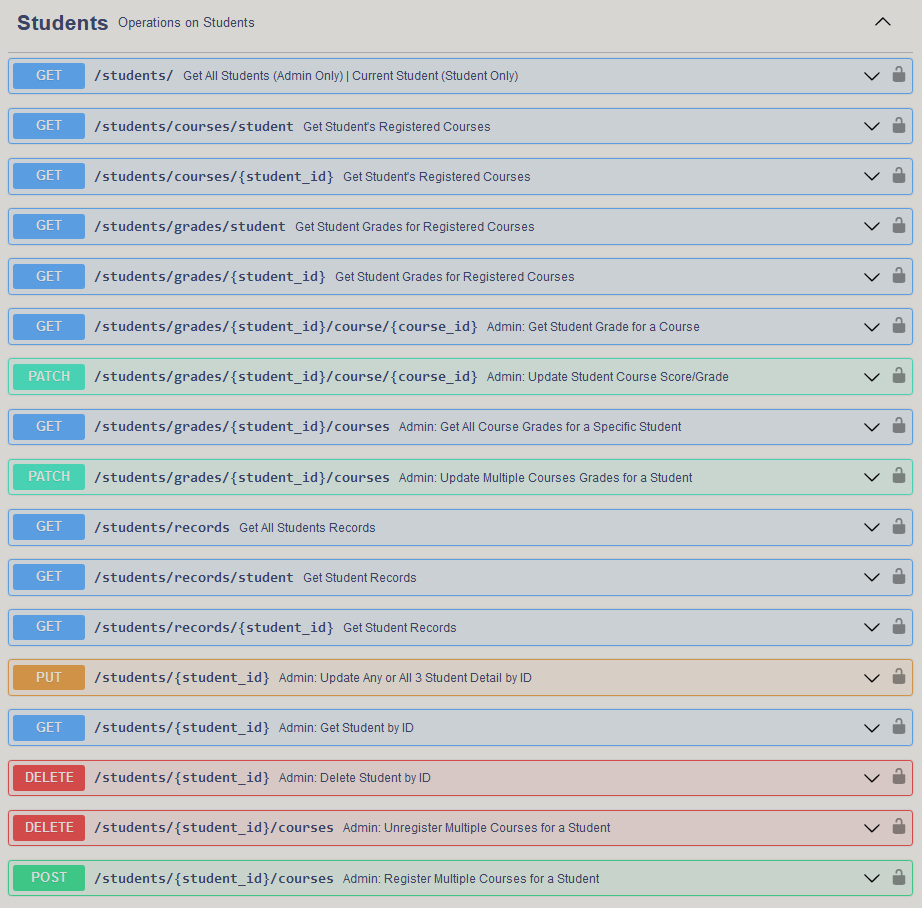 Students Operations on Students
GET /students/ Get All Students (Admin Only) | Current Student (Student Only)
GET /students/courses/student Get Student's Registered Courses
GET /students/courses/{student_id} Get Student's Registered Courses
GET /students/grades/student Get Student Grades for Registered Courses
GET /students/grades/{student_id} Get Student Grades for Registered Courses
GET /students/grades/{student_id}/course/{course_id} Admin: Get Student Grade for a Course
PATCH /students/grades/{student_id}/course/{course_id} Admin: Update Student Course Score/Grade
GET /students/grades/{student_id}/courses Admin: Get All Course Grades for a Specific Student
PATCH /students/grades/{student_id}/courses Admin: Update Multiple Courses Grades for a Student
GET /students/records Get All Students Records
GET /students/records/student Get Student Records
GET /students/records/{student_id} Get Student Records
PUT /students/{student_id} Admin: Update Any or All 3 Student Detail by ID
GET /students/{student_id} Admin: Get Student by ID
DELETE /students/{student_id} Admin: Delete Student by ID
DELETE /students/{student_id}/courses Admin: Unregister Multiple Courses for a Student
POST /students/{student_id}/courses Admin: Register Multiple Courses for a Student